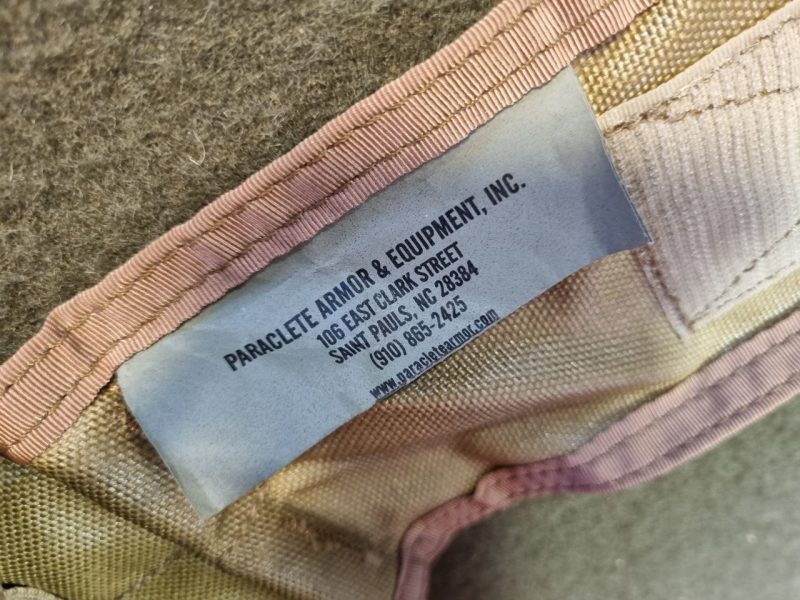 PARACLETE ARMOR & EQUIPMENT, INC.
106 EAST CLARK STREET
SAINT PAULS, NC 28384
(910) 865-2425
www.paracletearmor.com